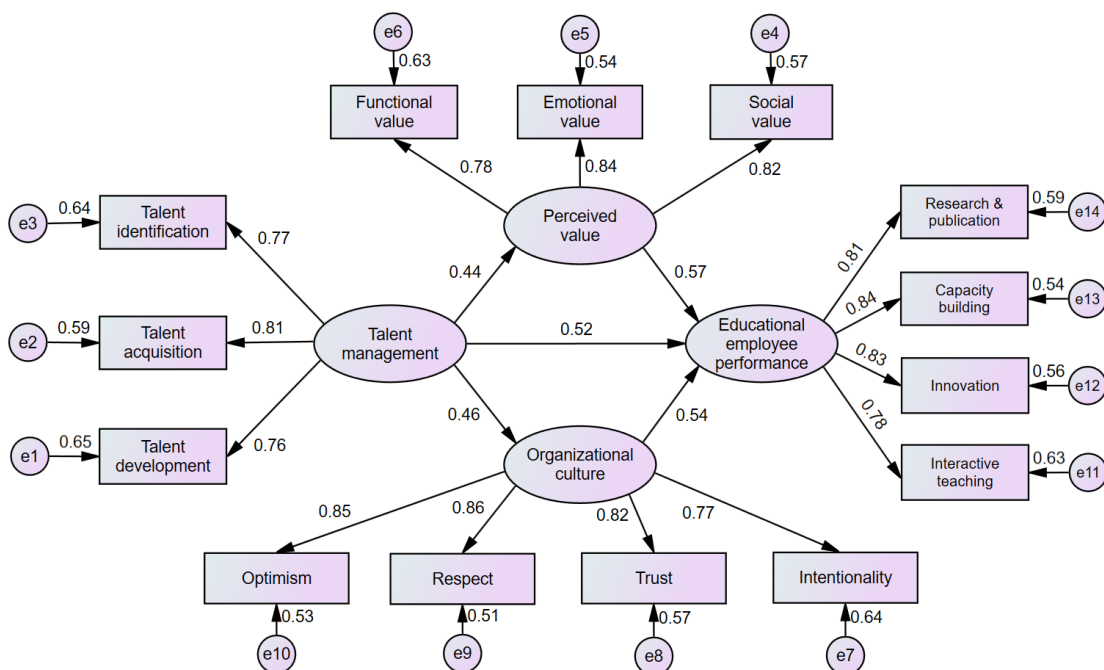 e6
e5
e4
0.63
0.54
0.57
Functional
value
Emotional
value
Social
value
0.78
0.84
0.82
e3
0.64
Talent
identification
0.77
Perceived
value
Research &
publication
0.59
e14
0.81
0.44
0.57
e2
0.59
Talent
acquisition
0.81
Talent
management
0.52
Educational
employee
performance
0.84
Capacity
building
0.54
e13
0.83
Innovation
0.56
e12
0.78
e1
0.65
Talent
development
0.76
0.46
0.54
Organizational
culture
Interactive
teaching
0.63
e11
0.85
0.86
0.82
0.77
Optimism
Respect
Trust
Intentionality
0.53
0.51
0.57
0.64
e10
e9
e8
e7